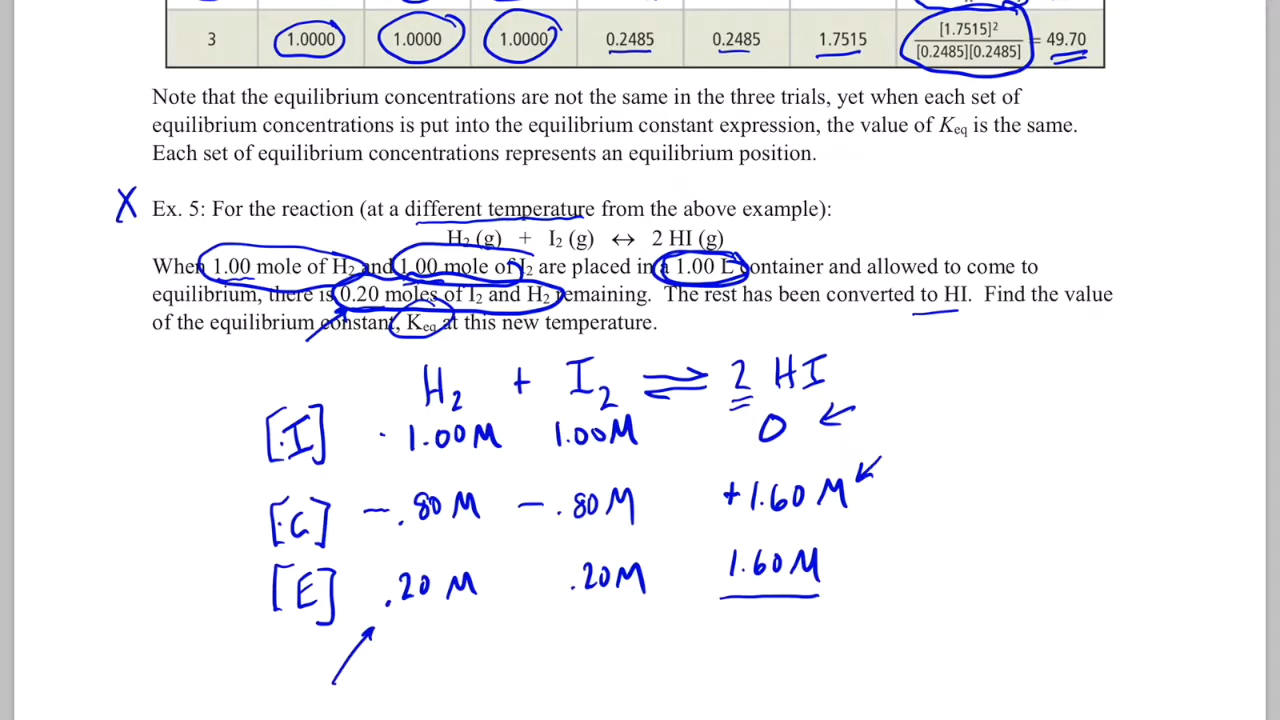 3 1.0000 1.0000 1.0000 0.2485 0.2485 1.7515 [1.7515]² / [0.2485][0.2485] = 49.70
Note that the equilibrium concentrations are not the same in the three trials, yet when each set of
equilibrium concentrations is put into the equilibrium constant expression, the value of Keq is the same.
Each set of equilibrium concentrations represents an equilibrium position.
X Ex. 5: For the reaction (at a different temperature from the above example):
H₂ (g) + I₂ (g) ↔ 2 HI (g)
When 1.00 mole of H₂ and 1.00 mole of I₂ are placed in a 1.00 L container and allowed to come to
equilibrium, there is 0.20 moles of I₂ and H₂ remaining. The rest has been converted to HI. Find the value
of the equilibrium constant, Keq at this new temperature.
H₂ + I₂ ⇌ 2 HI
[I] 1.00M 1.00M 0
[C] -.80M -.80M +1.60M
[E] .20M .20M 1.60M